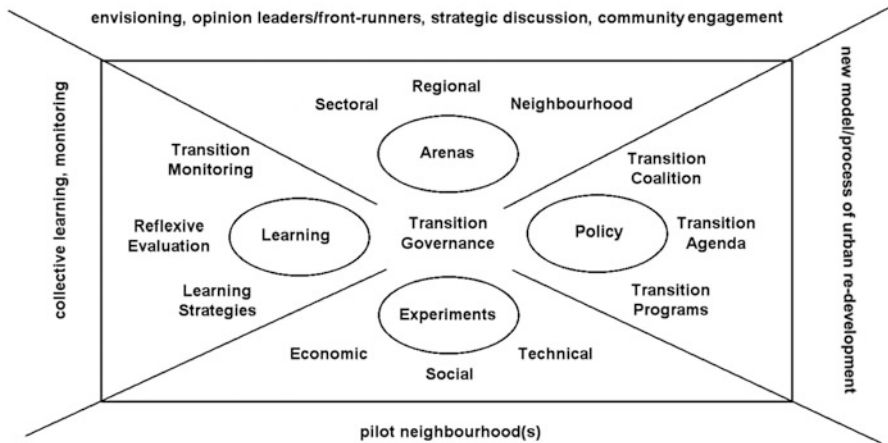 envisioning, opinion leaders/front-runners, strategic discussion, community engagement
Regional
Sectoral
Neighbourhood
Arenas
Transition
Monitoring
Transition
Coalition
Reflexive
Evaluation
Learning
Transition
Governance
Policy
Transition
Agenda
Learning
Strategies
Experiments
Transition
Programs
Economic
Social
Technical
pilot neighbourhood(s)
collective learning, monitoring
new model/process of urban re-development